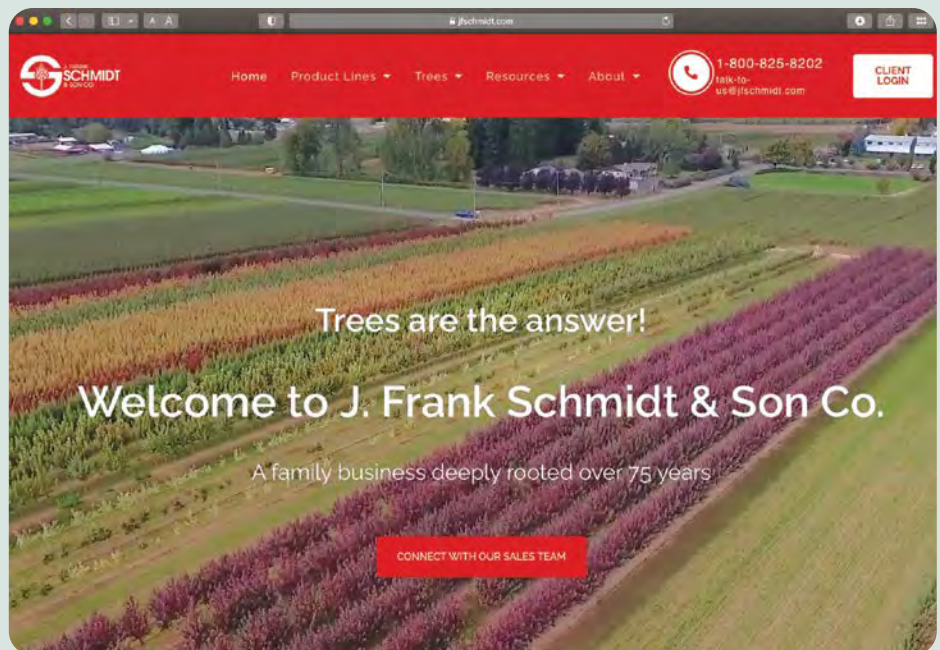 jfschmidt.com
J. FRANK
SCHMIDT
& SON CO.
Home Product Lines Trees Resources About
1-800-825-8202
talk-to-
us@jfschmidt.com
CLIENT
LOGIN
Trees are the answer!
Welcome to J. Frank Schmidt & Son Co.
A family business deeply rooted over 75 years
CONNECT WITH OUR SALES TEAM